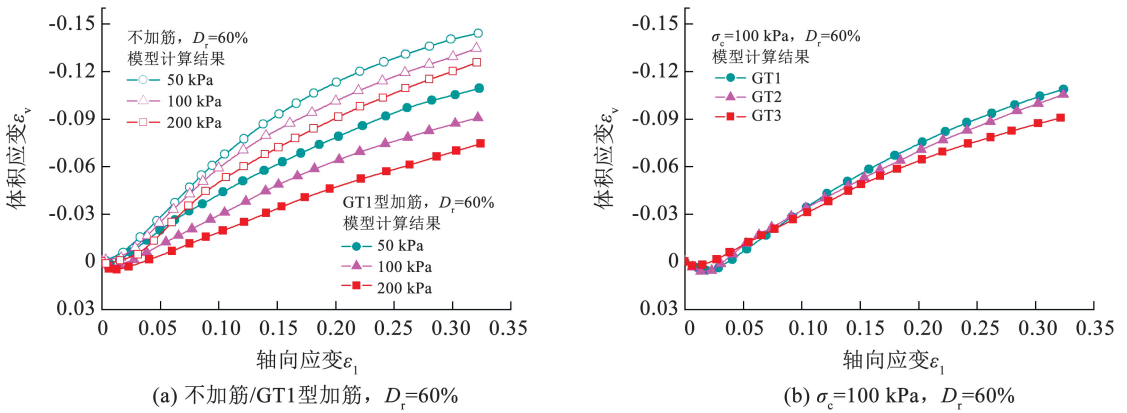 -0.15
-0.12
-0.09
-0.06
-0.03
0
0.03
体积应变εv
不加筋，Dr=60%
模型计算结果
50 kPa
100 kPa
200 kPa
GT1型加筋，Dr=60%
模型计算结果
50 kPa
100 kPa
200 kPa
0 0.05 0.10 0.15 0.20 0.25 0.30 0.35
轴向应变ε1
(a) 不加筋/GT1型加筋，Dr=60%
-0.15
-0.12
-0.09
-0.06
-0.03
0
0.03
体积应变εv
σc=100 kPa，Dr=60%
模型计算结果
GT1
GT2
GT3
0 0.05 0.10 0.15 0.20 0.25 0.30 0.35
轴向应变ε1
(b) σc=100 kPa，Dr=60%